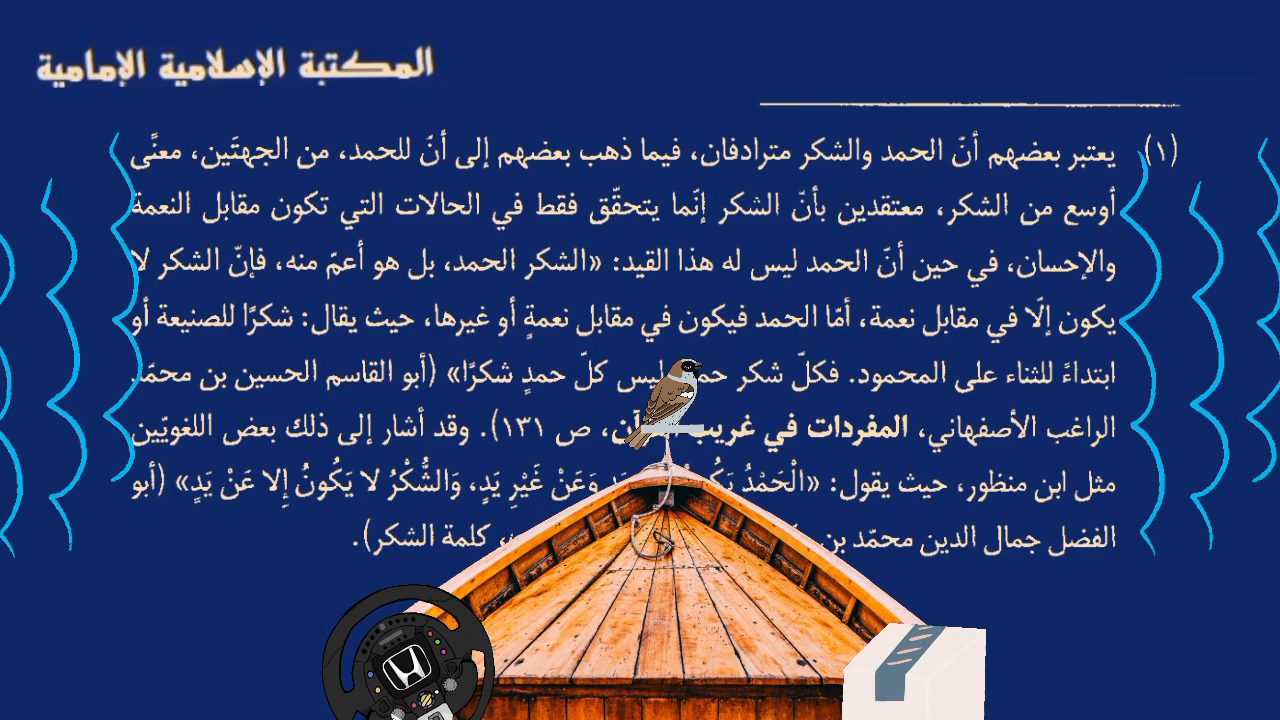 المكتبة الإسلامية الإمامية
(١) يعتبر بعضهم أنّ الحمد والشكر مترادفان، فيما ذهب بعضهم إلى أنّ للحمد، من الجهتَين، معنًى
أوسع من الشكر، معتقدين بأنّ الشكر إنّما يتحقّق فقط في الحالات التي تكون مقابل النعمة
والإحسان، في حين أنّ الحمد ليس له هذا القيد: «الشكر الحمد، بل هو أعمّ منه، فإنّ الشكر لا
يكون إلّا في مقابل نعمة، أمّا الحمد فيكون في مقابل نعمةٍ أو غيرها، حيث يقال: شكرًا للصنيعة أو
ابتداءً للثناء على المحمود. فكلّ شكر ليس كلّ حمدٍ شكرًا» (أبو القاسم الحسين بن محمّد
الراغب الأصفهاني، المفردات في غريب ص ١٣١). وقد أشار إلى ذلك بعض اللغويّين
مثل ابن منظور، حيث يقول: «الْحَمْدُ وَعَنْ غَيْرِ يَدٍ، وَالشُّكْرُ لا يَكُونُ إلا عَنْ يَدٍ» (أبو
الفضل جمال الدين محمّد بن كلمة الشكر).